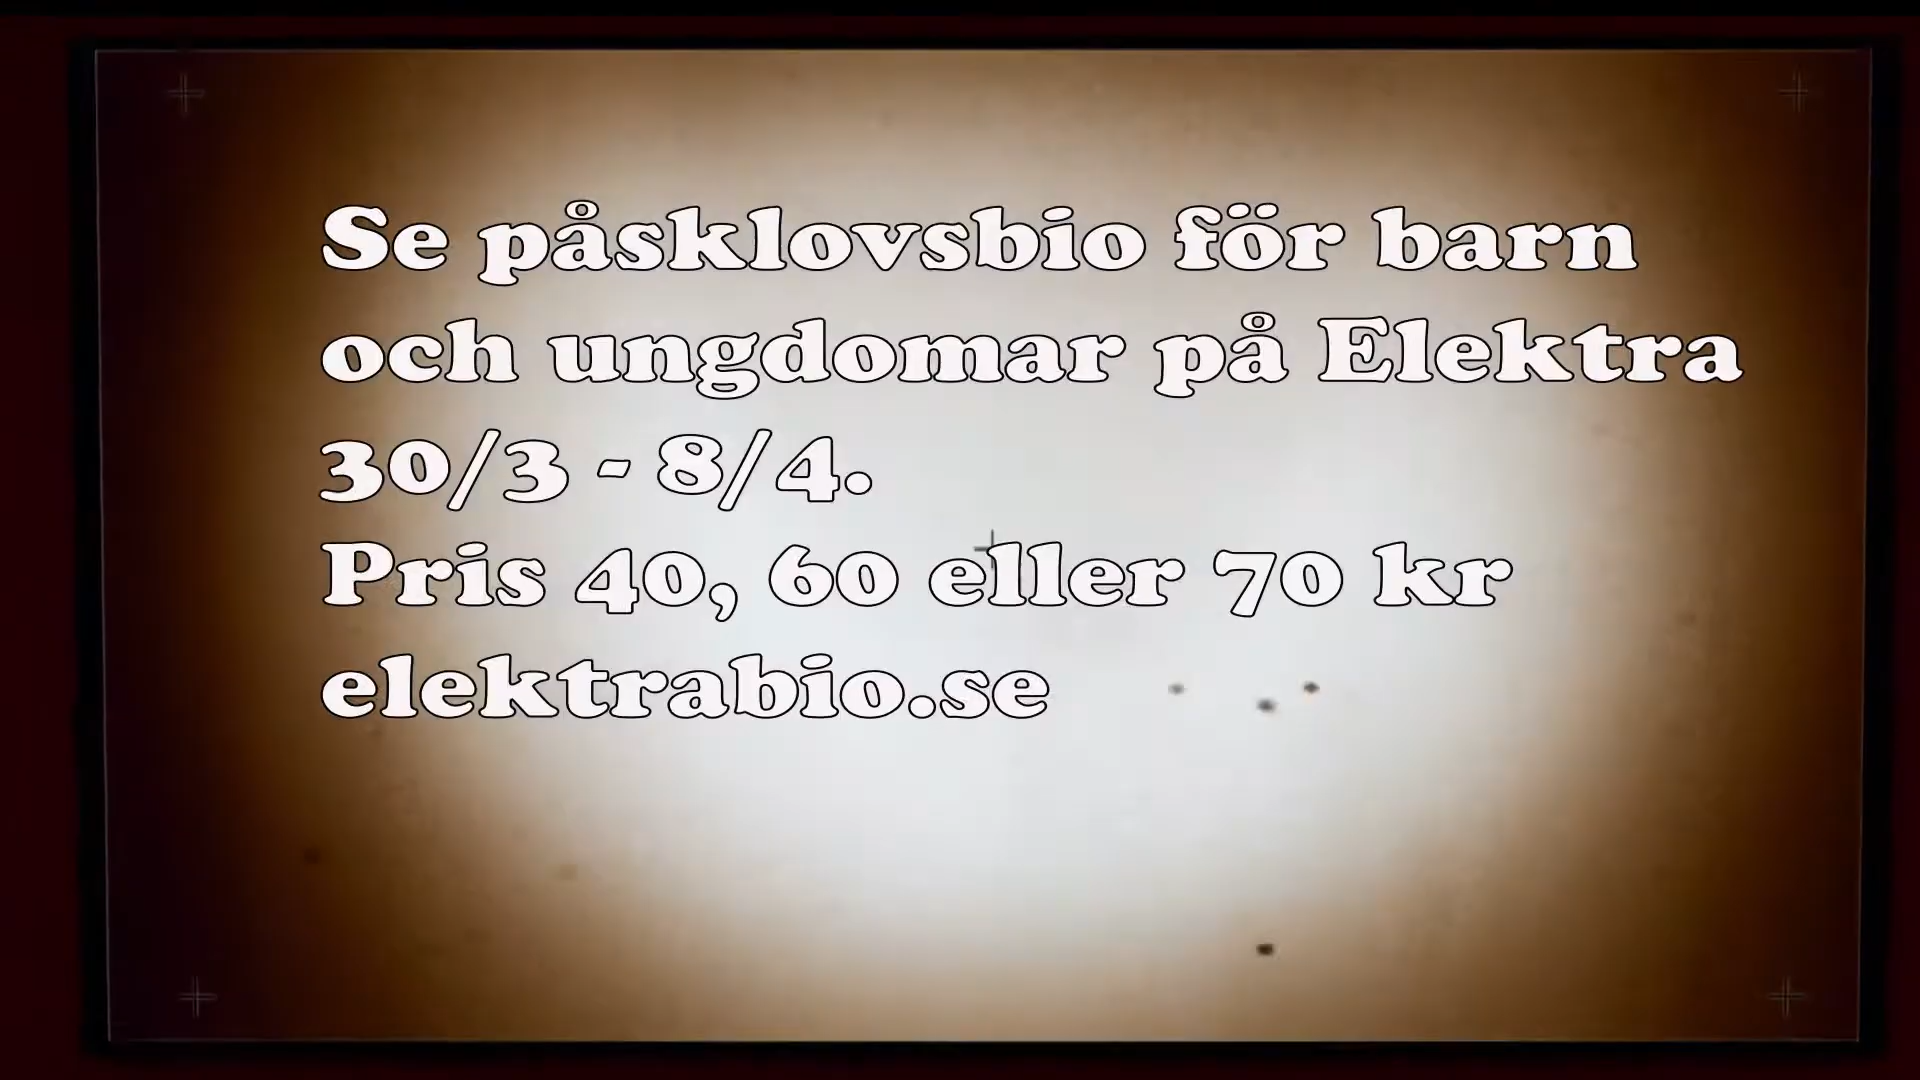 Se påsklovsbio för barn
och ungdomar på Elektra
30/3 - 8/4.
Pris 40, 60 eller 70 kr
elektrabio.se